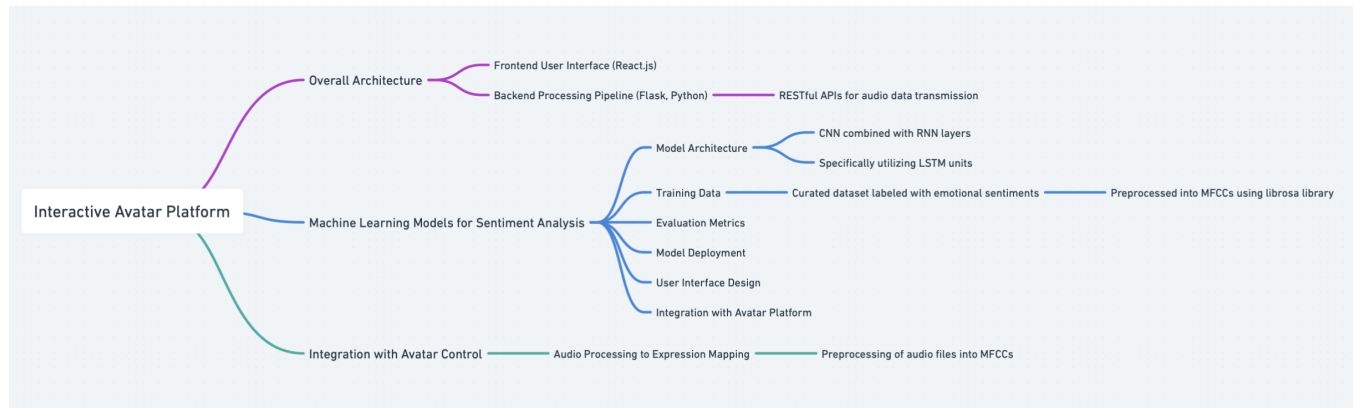 Interactive Avatar Platform
Overall Architecture
Frontend User Interface (React.js)
Backend Processing Pipeline (Flask, Python)
RESTful APIs for audio data transmission
Machine Learning Models for Sentiment Analysis
Model Architecture
CNN combined with RNN layers
Specifically utilizing LSTM units
Training Data
Curated dataset labeled with emotional sentiments
Preprocessed into MFCCs using librosa library
Evaluation Metrics
Model Deployment
User Interface Design
Integration with Avatar Platform
Integration with Avatar Control
Audio Processing to Expression Mapping
Preprocessing of audio files into MFCCs